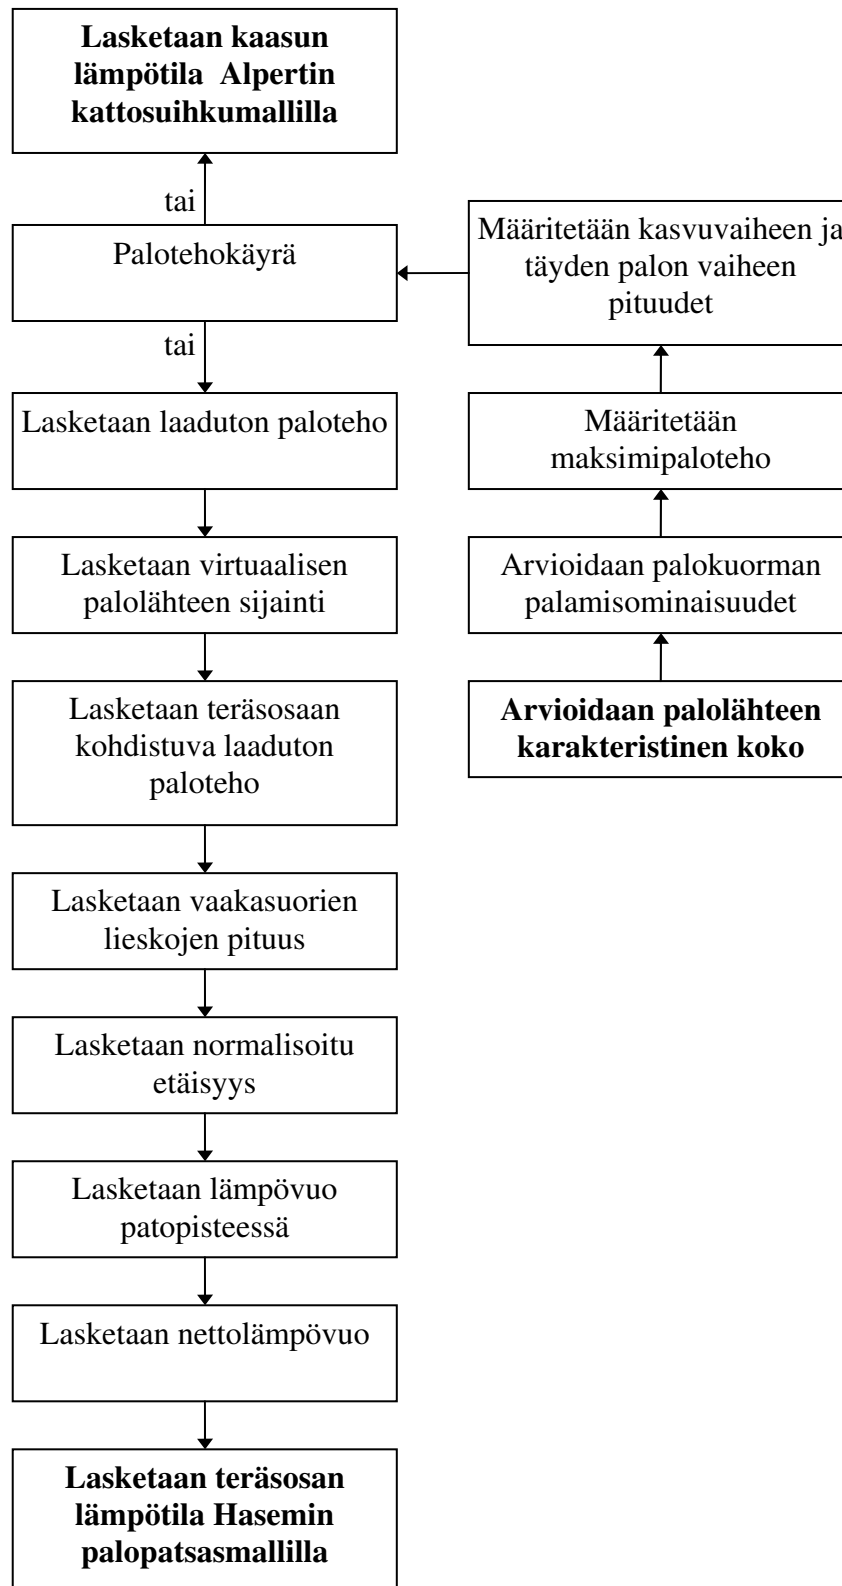 Lasketaan kaasun
lämpötila Alpertin
kattosuihkumallilla
tai
Palotehokäyrä
Määritetään kasvuvaiheen ja
täyden palon vaiheen
pituudet
tai
Lasketaan laaduton paloteho
Määritetään
maksimipaloteho
Lasketaan virtuaalisen
palolähteen sijainti
Arvioidaan palokuorman
palamisominaisuudet
Lasketaan teräsosaan
kohdistuva laaduton
paloteho
Arvioidaan palolähteen
karakteristinen koko
Lasketaan vaakasuorien
lieskojen pituus
Lasketaan normalisoitu
etäisyys
Lasketaan lämpövuo
patopisteessä
Lasketaan nettolämpövuo
Lasketaan teräsosan
lämpötila Hasemin
palopatsasmallilla